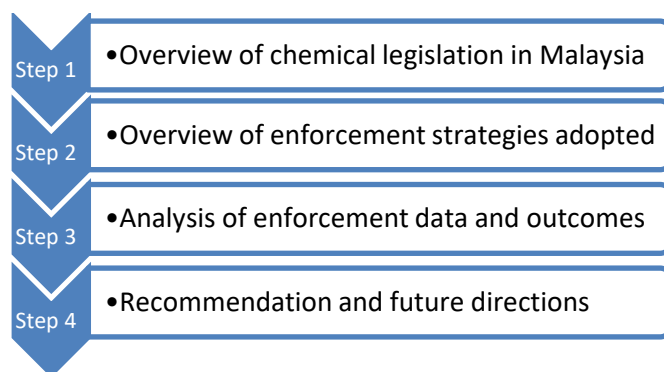 Step 1
•Overview of chemical legislation in Malaysia
Step 2
•Overview of enforcement strategies adopted
Step 3
•Analysis of enforcement data and outcomes
Step 4
•Recommendation and future directions